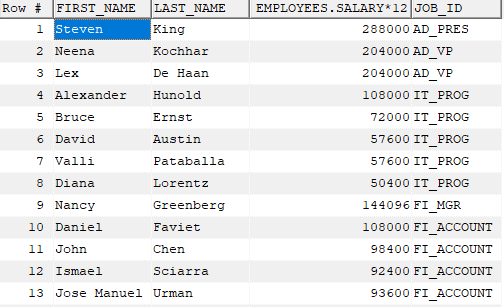 Row # FIRST_NAME LAST_NAME EMPLOYEES.SALARY*12 JOB_ID
1 Steven King 288000 AD_PRES
2 Neena Kochhar 204000 AD_VP
3 Lex De Haan 204000 AD_VP
4 Alexander Hunold 108000 IT_PROG
5 Bruce Ernst 72000 IT_PROG
6 David Austin 57600 IT_PROG
7 Valli Pataballa 57600 IT_PROG
8 Diana Lorentz 50400 IT_PROG
9 Nancy Greenberg 144096 FI_MGR
10 Daniel Faviet 108000 FI_ACCOUNT
11 John Chen 98400 FI_ACCOUNT
12 Ismael Sciarra 92400 FI_ACCOUNT
13 Jose Manuel Urman 93600 FI_ACCOUNT